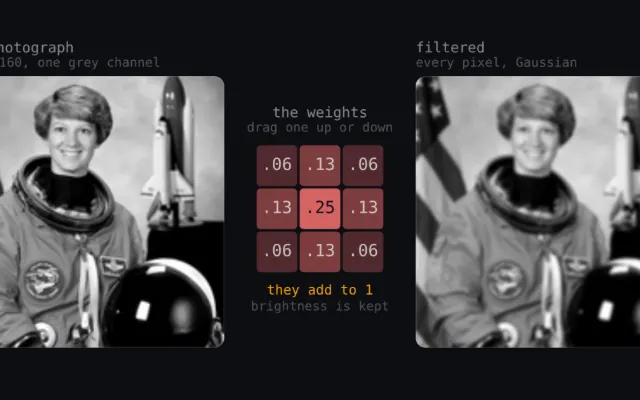 hotograph
160, one grey channel
the weights
drag one up or down
.06 .13 .06
.13 .25 .13
.06 .13 .06
they add to 1
brightness is kept
filtered
every pixel, Gaussian